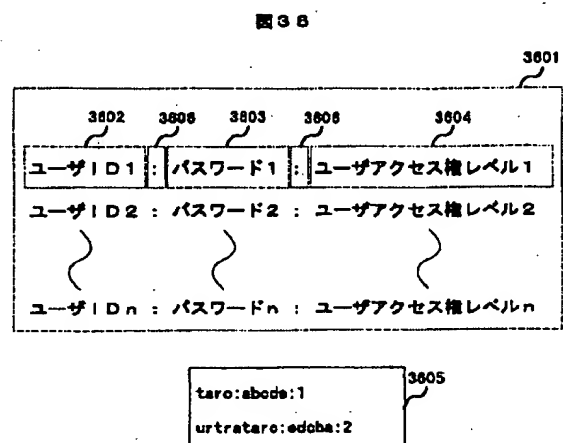 図36
3601
3602 3606 3603 3606 3604
ユーザID1 : パスワード1 : ユーザアクセス権レベル1
ユーザID2 : パスワード2 : ユーザアクセス権レベル2
ユーザIDn : パスワードn : ユーザアクセス権レベルn
3605
taro:abcde:1
urtrataro:edcba:2